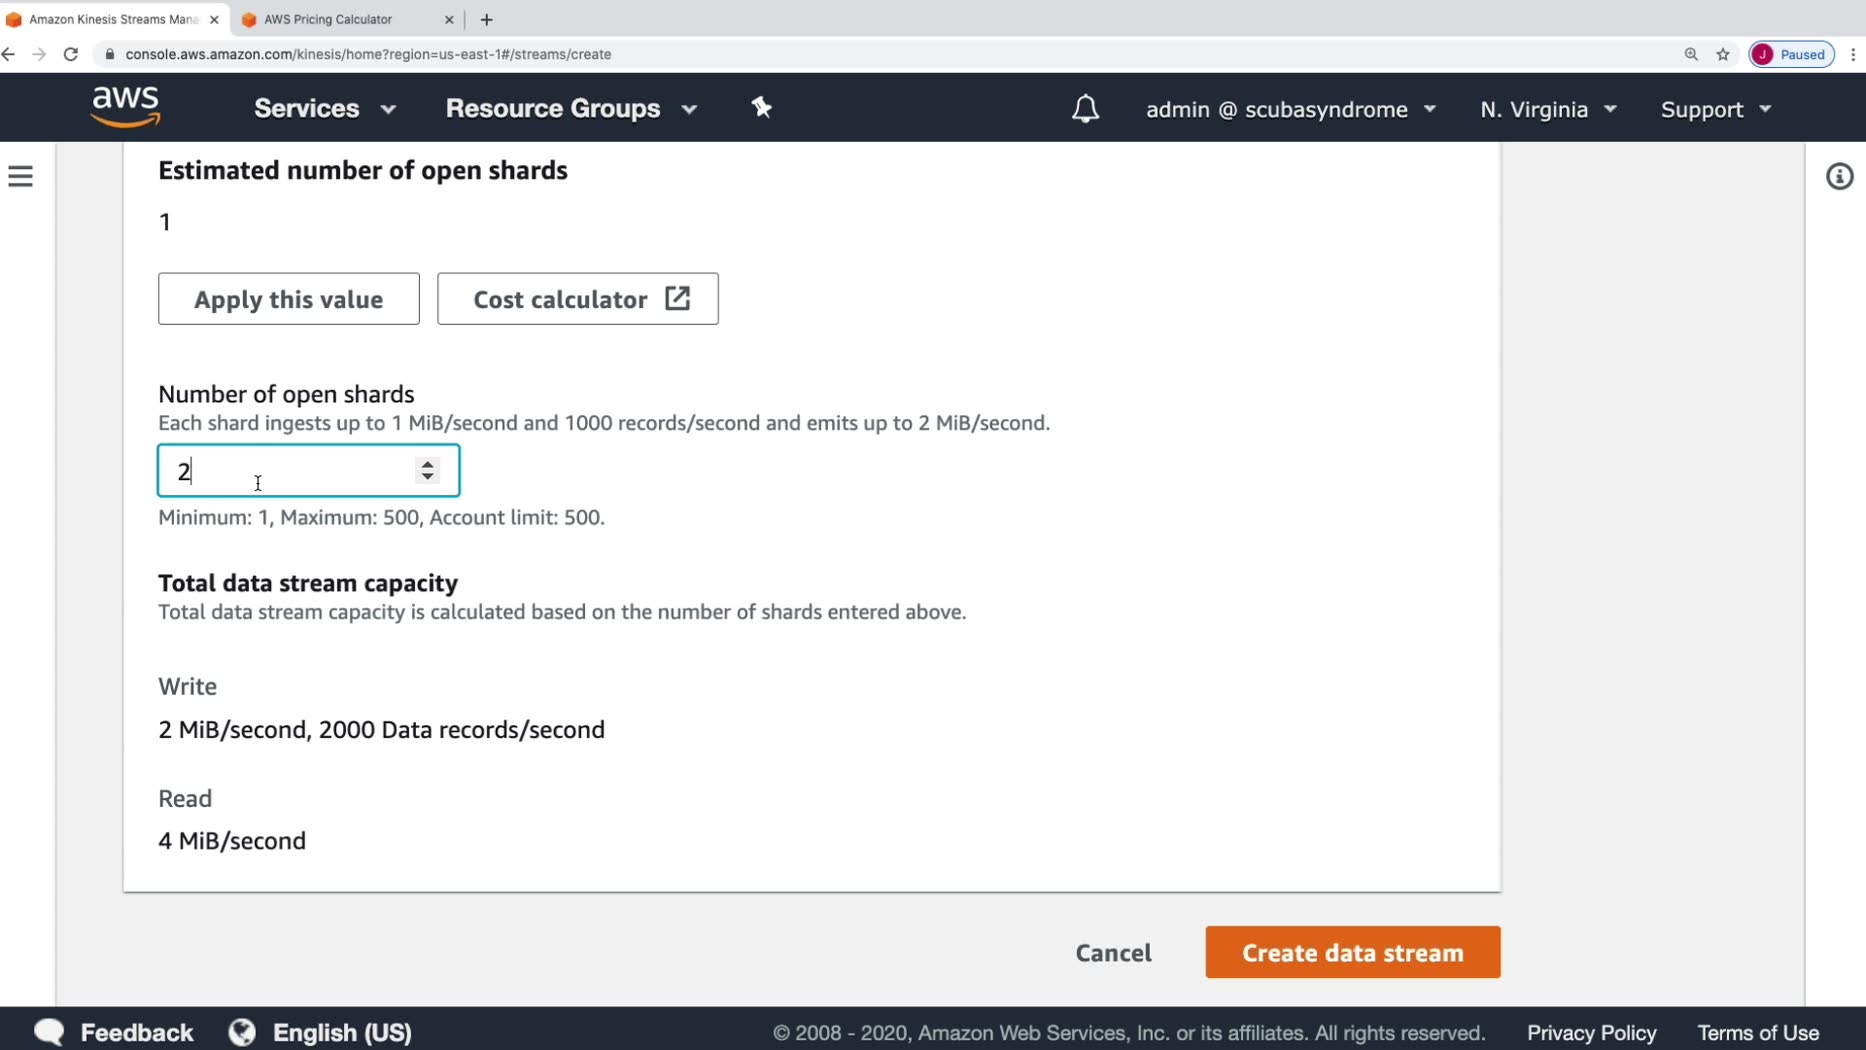 Amazon Kinesis Streams Mana
AWS Pricing Calculator
console.aws.amazon.com/kinesis/home?region=us-east-1#/streams/create
J Paused
aws
Services
Resource Groups
admin @ scubasyndrome
N. Virginia
Support
Estimated number of open shards
1
Apply this value
Cost calculator
Number of open shards
Each shard ingests up to 1 MiB/second and 1000 records/second and emits up to 2 MiB/second.
2
Minimum: 1, Maximum: 500, Account limit: 500.
Total data stream capacity
Total data stream capacity is calculated based on the number of shards entered above.
Write
2 MiB/second, 2000 Data records/second
Read
4 MiB/second
Cancel
Create data stream
Feedback
English (US)
© 2008 - 2020, Amazon Web Services, Inc. or its affiliates. All rights reserved.
Privacy Policy
Terms of Use